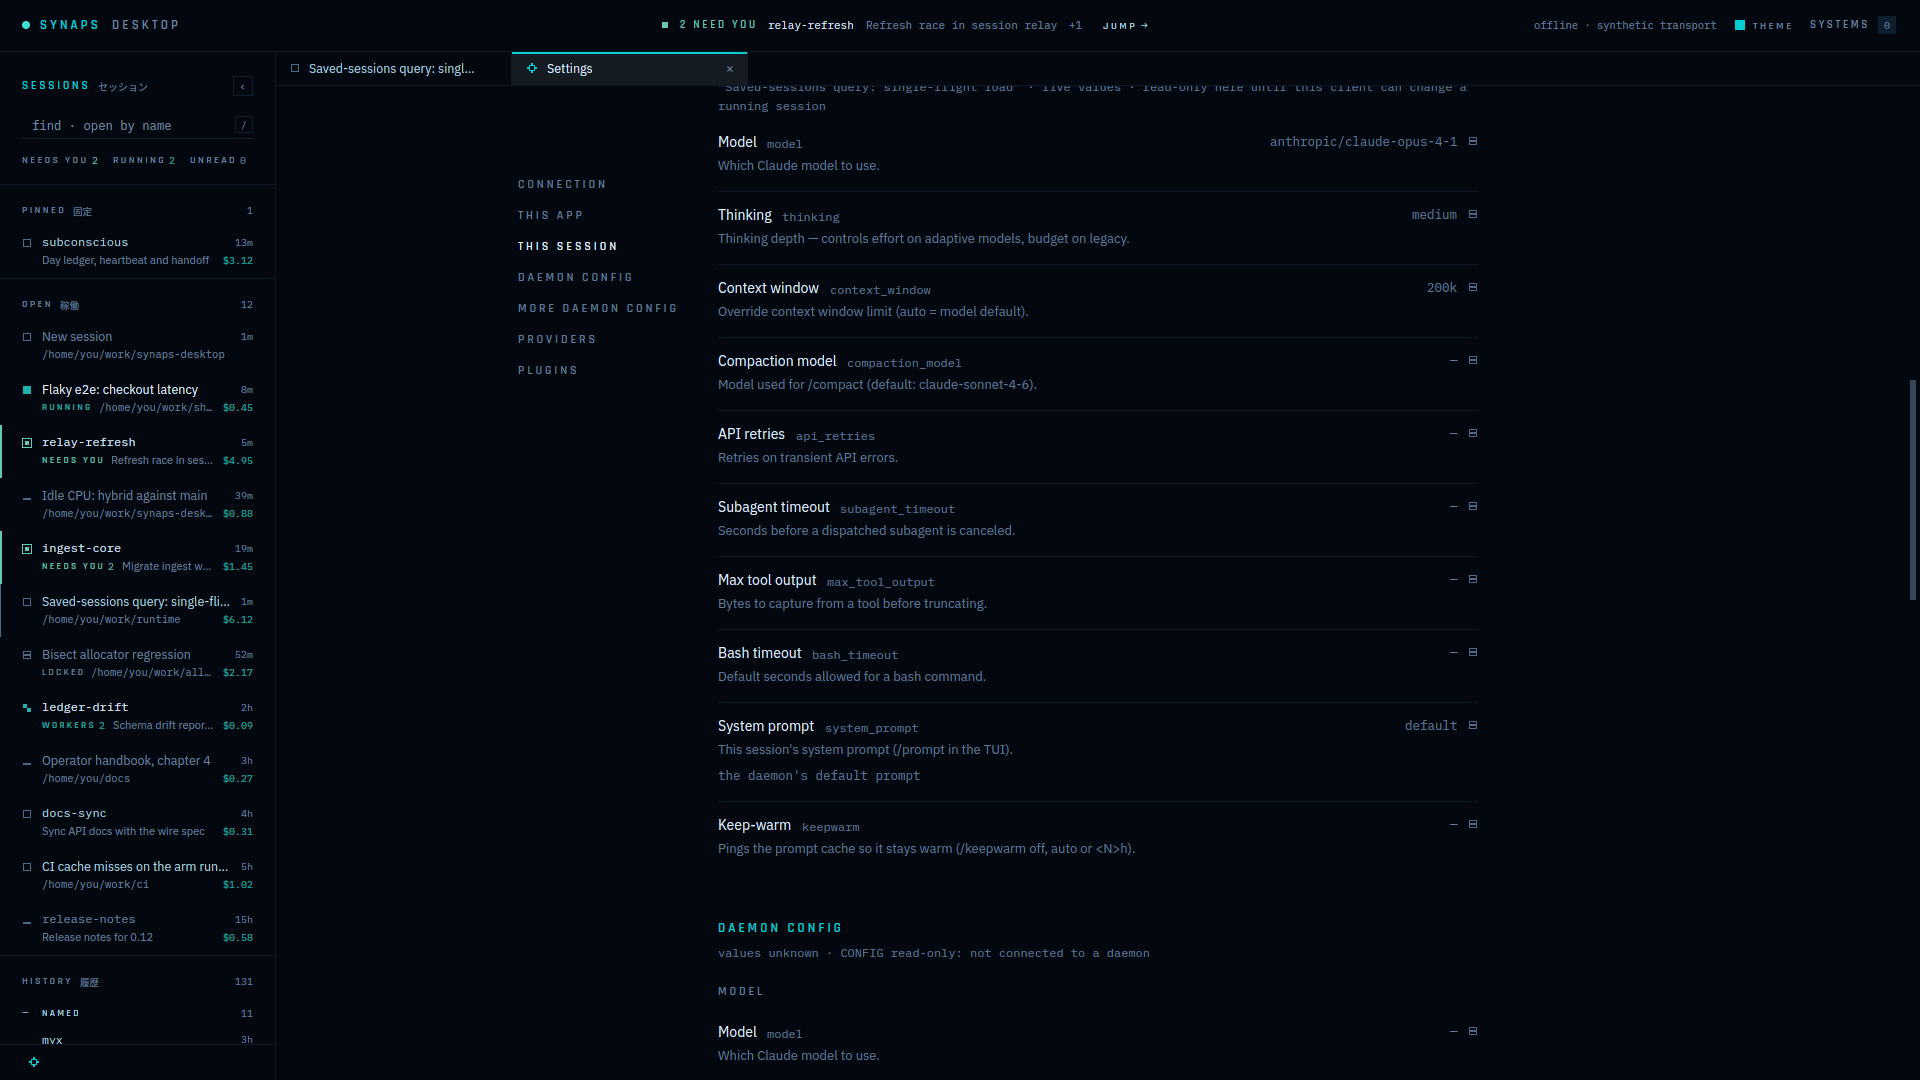 SYNAPS DESKTOP
2 NEED YOU relay-refresh Refresh race in session relay +1 JUMP →
offline · synthetic transport THEME SYSTEMS 0
SESSIONS セッション ‹
find · open by name /
NEEDS YOU 2 RUNNING 2 UNREAD 0
PINNED 固定 1
subconscious 13m
Day ledger, heartbeat and handoff $3.12
OPEN 稼働 12
New session 1m
/home/you/work/synaps-desktop
Flaky e2e: checkout latency 8m
RUNNING /home/you/work/sh… $0.45
relay-refresh 5m
NEEDS YOU Refresh race in ses… $4.95
Idle CPU: hybrid against main 39m
/home/you/work/synaps-desk… $0.88
ingest-core 19m
NEEDS YOU 2 Migrate ingest w… $1.45
Saved-sessions query: single-fli… 1m
/home/you/work/runtime $6.12
Bisect allocator regression 52m
LOCKED /home/you/work/all… $2.17
ledger-drift 2h
WORKERS 2 Schema drift repor… $0.09
Operator handbook, chapter 4 3h
/home/you/docs $0.27
docs-sync 4h
Sync API docs with the wire spec $0.31
CI cache misses on the arm run… 5h
/home/you/work/ci $1.02
release-notes 15h
Release notes for 0.12 $0.58
HISTORY 履歴 131
– NAMED 11
myx 3h
Saved-sessions query: singl…
Settings ×
CONNECTION
THIS APP
THIS SESSION
DAEMON CONFIG
MORE DAEMON CONFIG
PROVIDERS
PLUGINS
Saved-sessions query: single-flight load · live values · read-only here until this client can change a
running session
Model model anthropic/claude-opus-4-1
Which Claude model to use.
Thinking thinking medium
Thinking depth — controls effort on adaptive models, budget on legacy.
Context window context_window 200k
Override context window limit (auto = model default).
Compaction model compaction_model —
Model used for /compact (default: claude-sonnet-4-6).
API retries api_retries —
Retries on transient API errors.
Subagent timeout subagent_timeout —
Seconds before a dispatched subagent is canceled.
Max tool output max_tool_output —
Bytes to capture from a tool before truncating.
Bash timeout bash_timeout —
Default seconds allowed for a bash command.
System prompt system_prompt default
This session's system prompt (/prompt in the TUI).
the daemon's default prompt
Keep-warm keepwarm —
Pings the prompt cache so it stays warm (/keepwarm off, auto or <N>h).
DAEMON CONFIG
values unknown · CONFIG read-only: not connected to a daemon
MODEL
Model model —
Which Claude model to use.